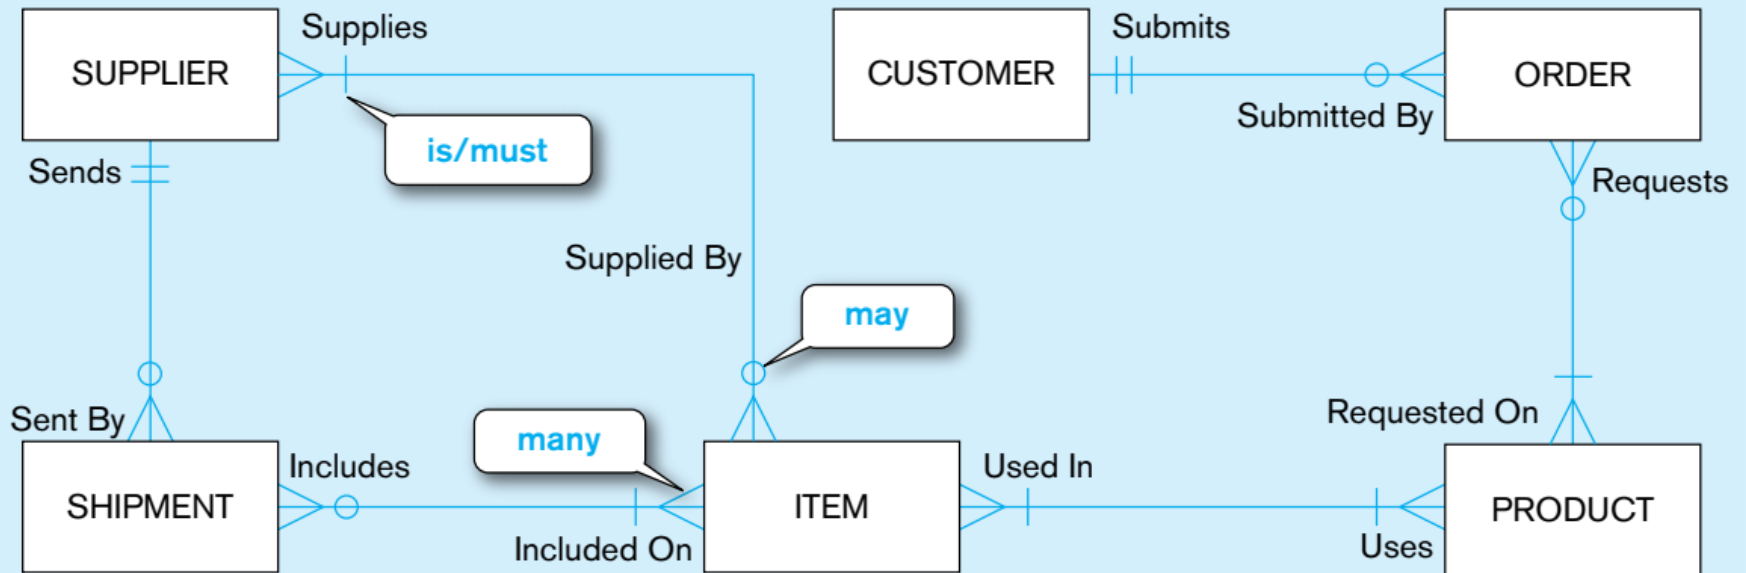 Supplies
Submits
SUPPLIER
CUSTOMER
ORDER
Submitted By
is/must
Sends
Requests
Supplied By
may
Sent By
many
Requested On
Includes
Used In
SHIPMENT
ITEM
PRODUCT
Included On
Uses